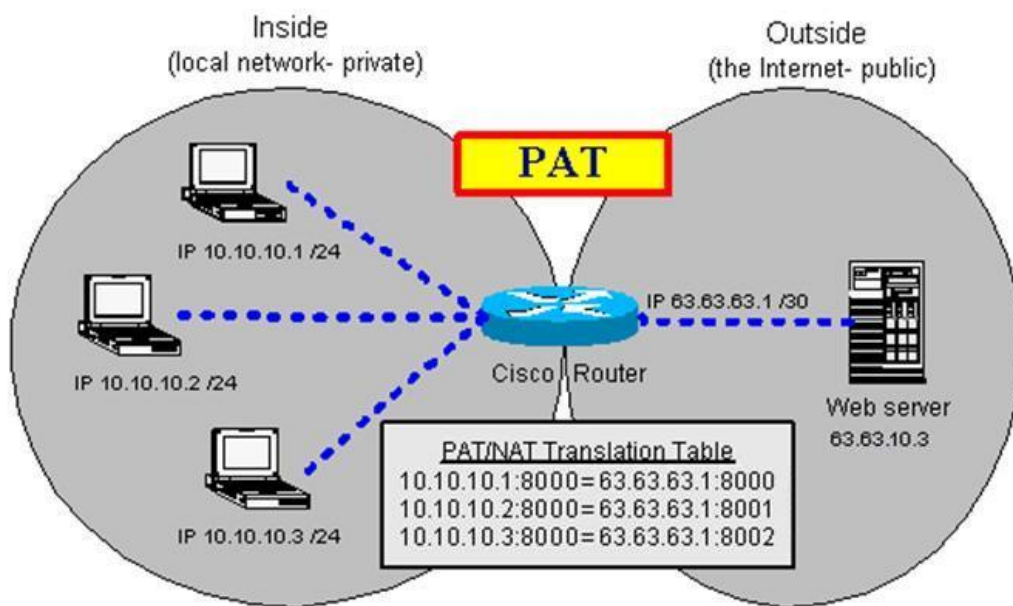 Inside
(local network- private)
Outside
(the Internet- public)
PAT
IP 10.10.10.1 /24
IP 63.63.63.1 /30
IP 10.10.10.2 /24
Cisco Router
Web server
63.63.10.3
IP 10.10.10.3 /24
PAT/NAT Translation Table
10.10.10.1:8000=63.63.63.1:8000
10.10.10.2:8000=63.63.63.1:8001
10.10.10.3:8000=63.63.63.1:8002